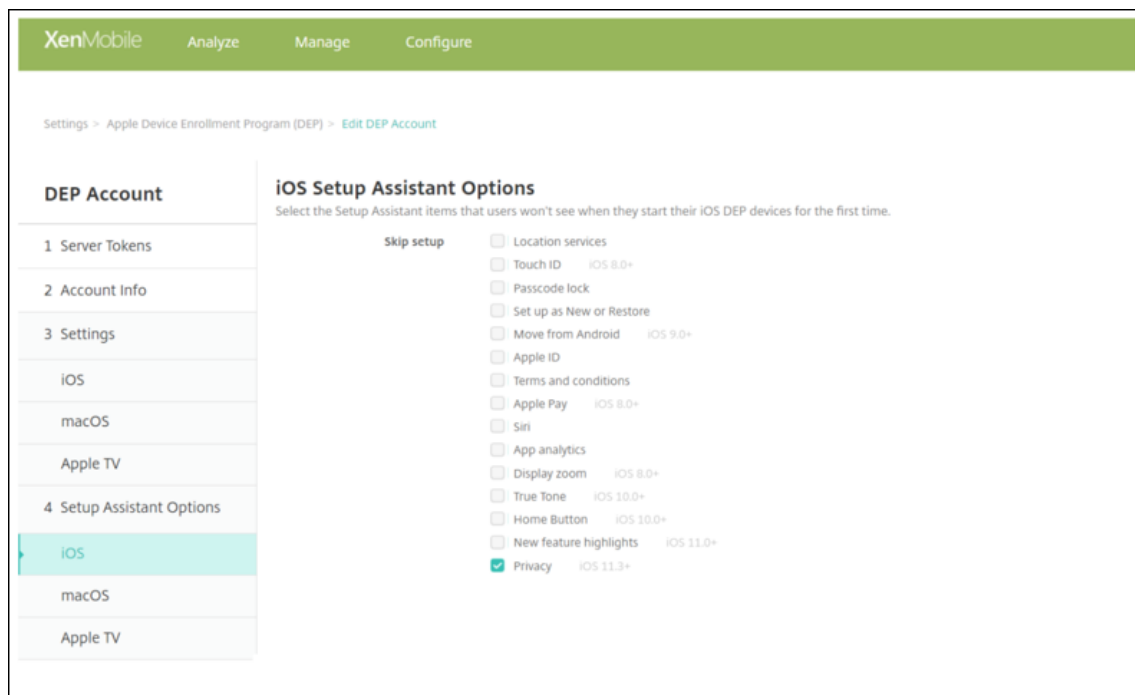 XenMobile Analyze Manage Configure
Settings > Apple Device Enrollment Program (DEP) > Edit DEP Account
DEP Account
1 Server Tokens
2 Account Info
3 Settings
iOS
macOS
Apple TV
4 Setup Assistant Options
iOS
macOS
Apple TV
iOS Setup Assistant Options
Select the Setup Assistant items that users won't see when they start their iOS DEP devices for the first time.
Skip setup Location services
Touch ID iOS 8.0+
Passcode lock
Set up as New or Restore
Move from Android iOS 9.0+
Apple ID
Terms and conditions
Apple Pay iOS 8.0+
Siri
App analytics
Display zoom iOS 8.0+
True Tone iOS 10.0+
Home Button iOS 10.0+
New feature highlights iOS 11.0+
Privacy iOS 11.3+